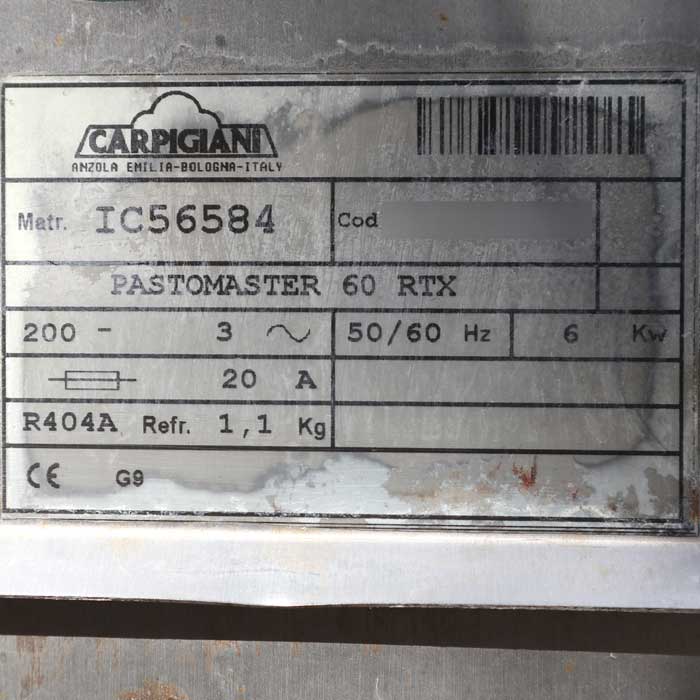 CARPIGIANI
ANZOLA EMILIA-BOLOGNA-ITALY
Matr. IC56584 Cod
PASTOMASTER 60 RTX
200 - 3 50/60 Hz 6 Kw
20 A
R404A Refr. 1,1 Kg
CE G9